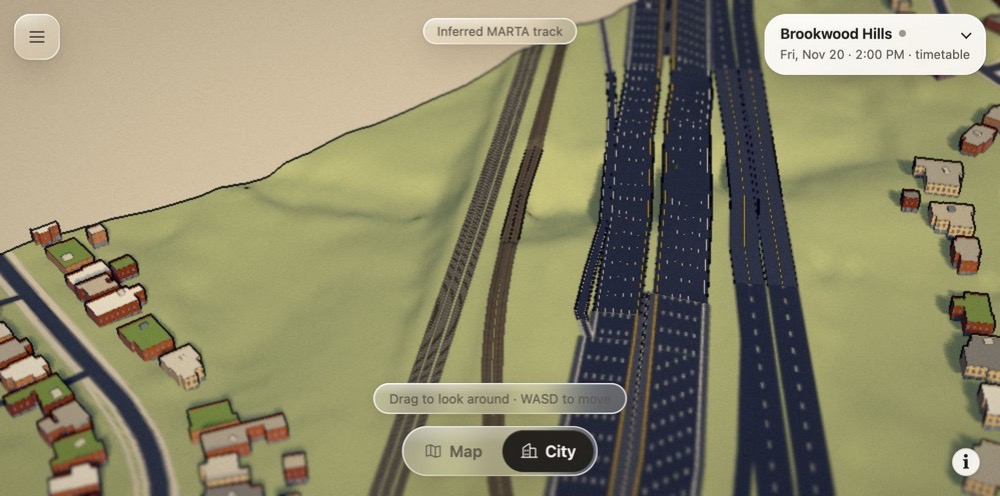 Inferred MARTA track
Brookwood Hills
Fri, Nov 20 · 2:00 PM · timetable
Drag to look around · WASD to move
Map
City